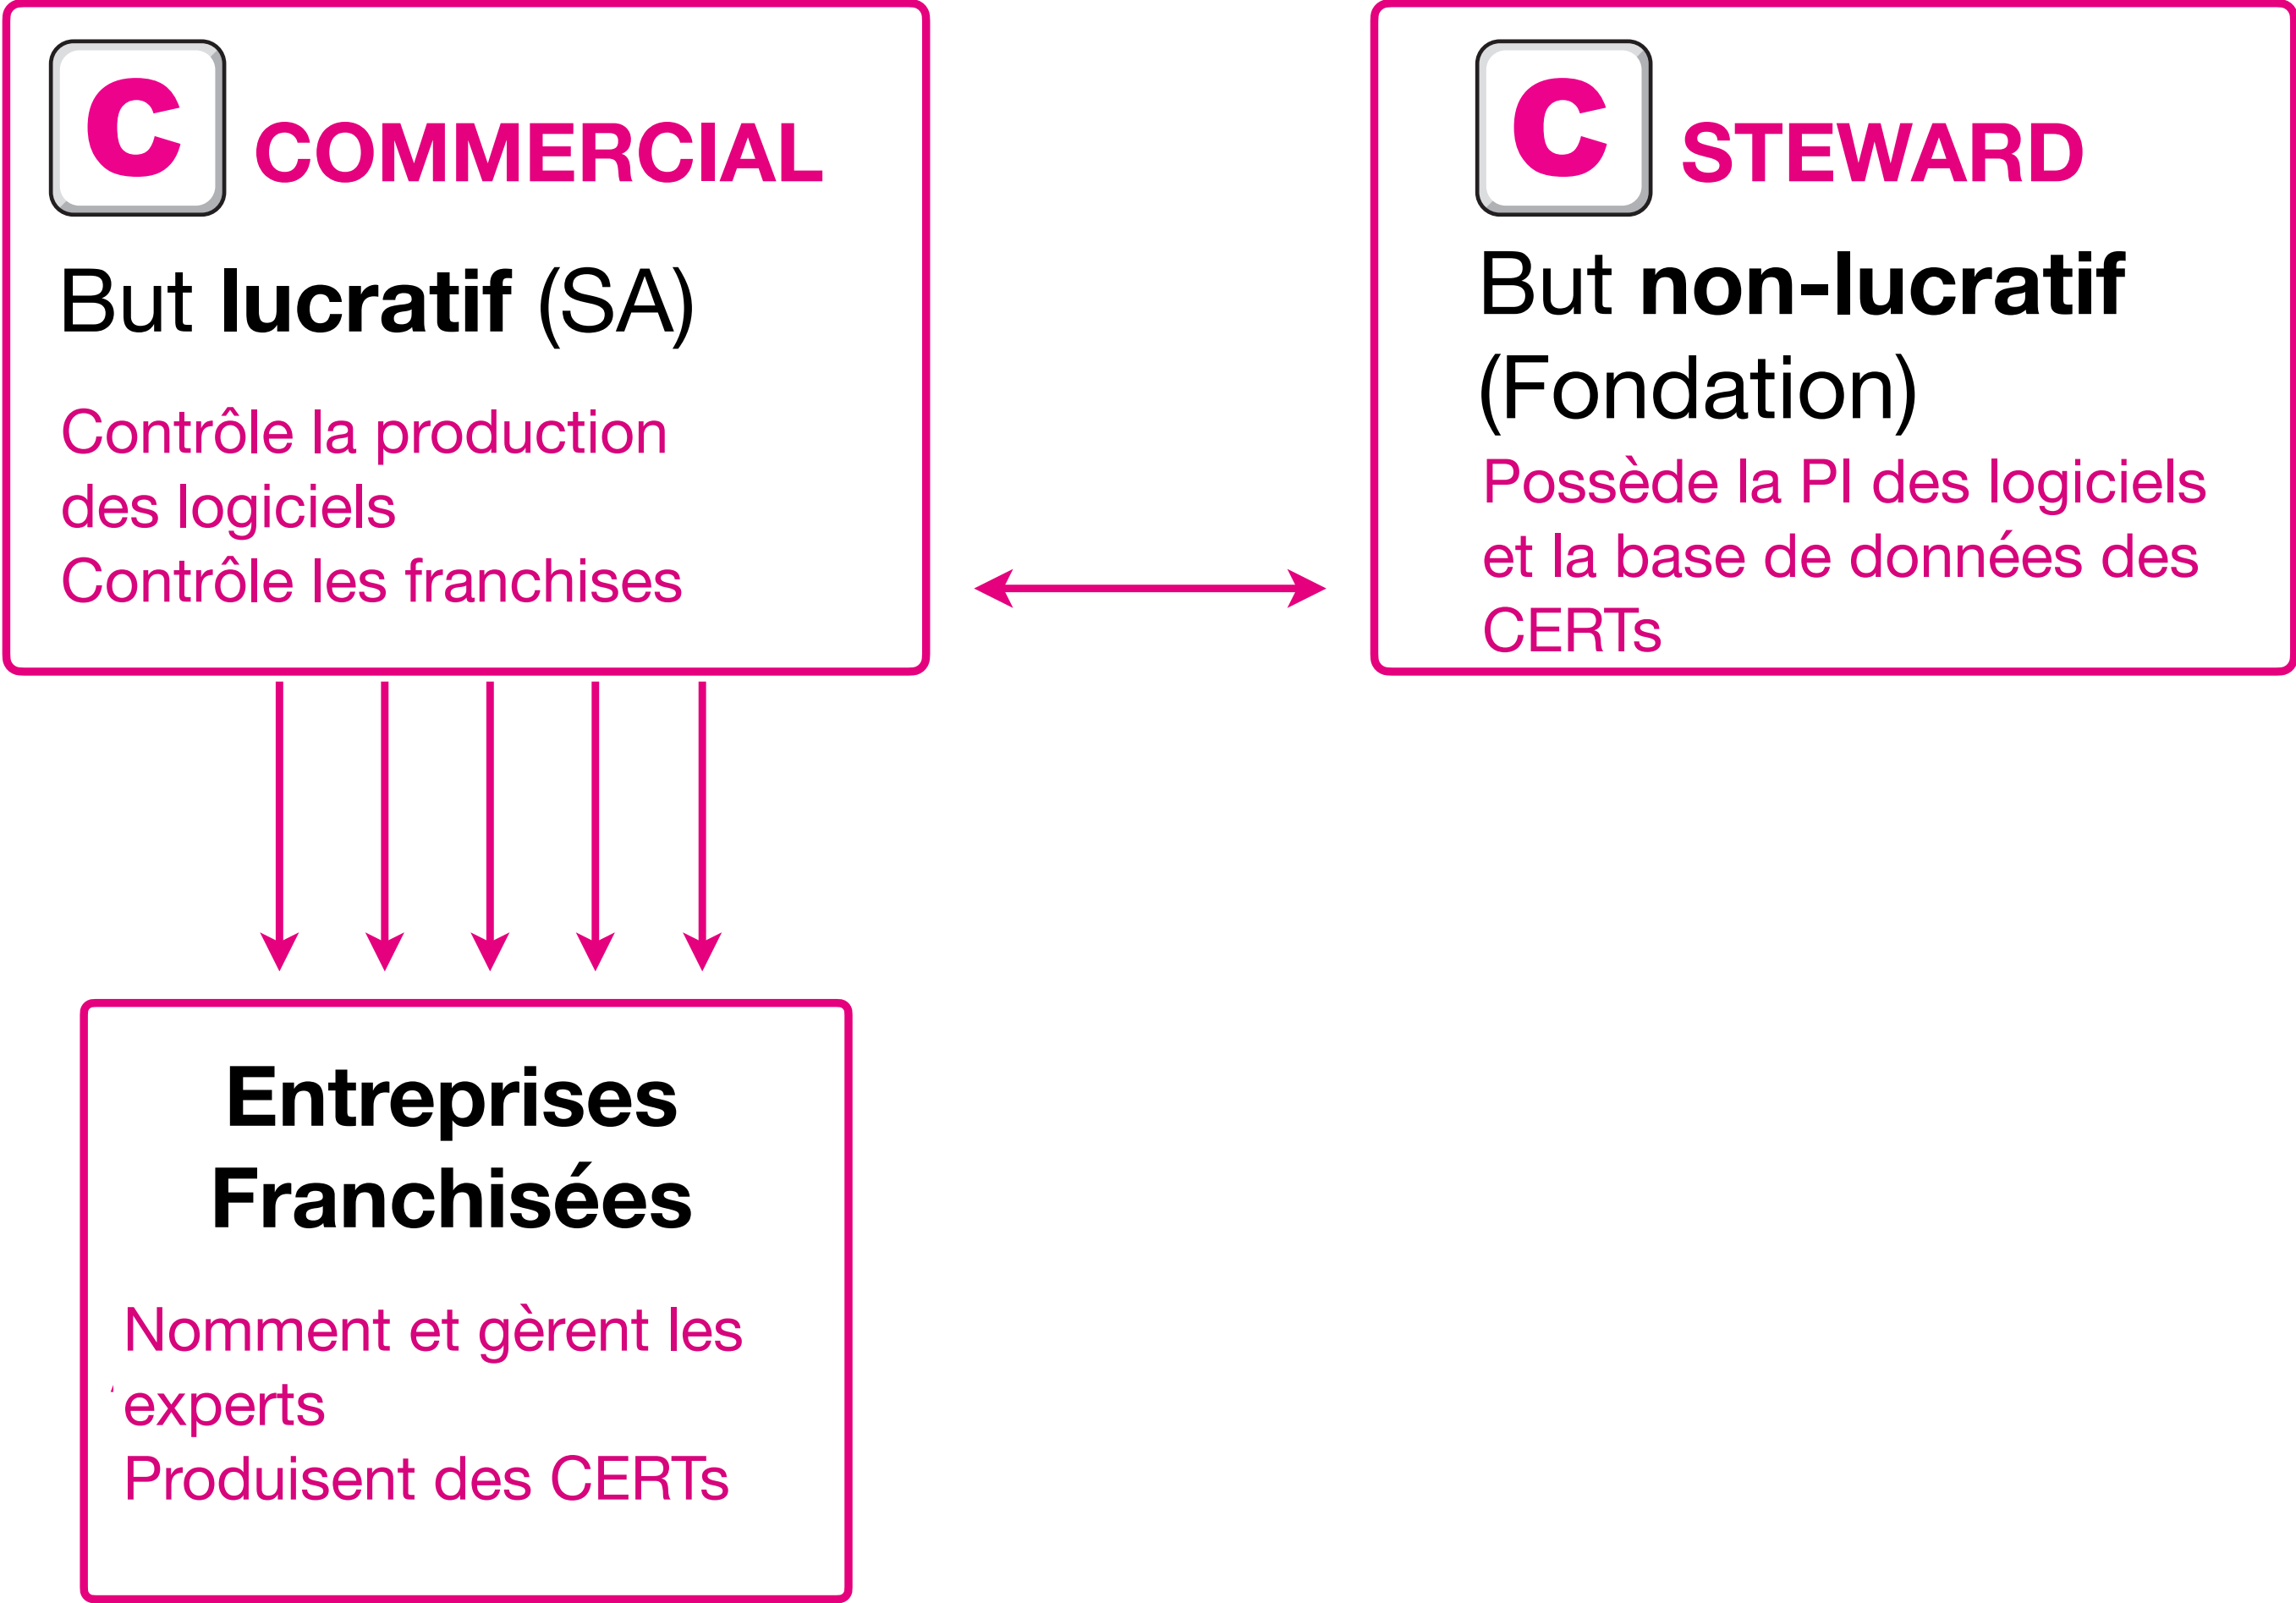 C COMMERCIAL
But lucratif (SA)
Contrôle la production
des logiciels
Contrôle les franchises
C STEWARD
But non-lucratif
(Fondation)
Possède la PI des logiciels
et la base de données des
CERTs
Entreprises
Franchisées
Nomment et gèrent les
experts
Produisent des CERTs